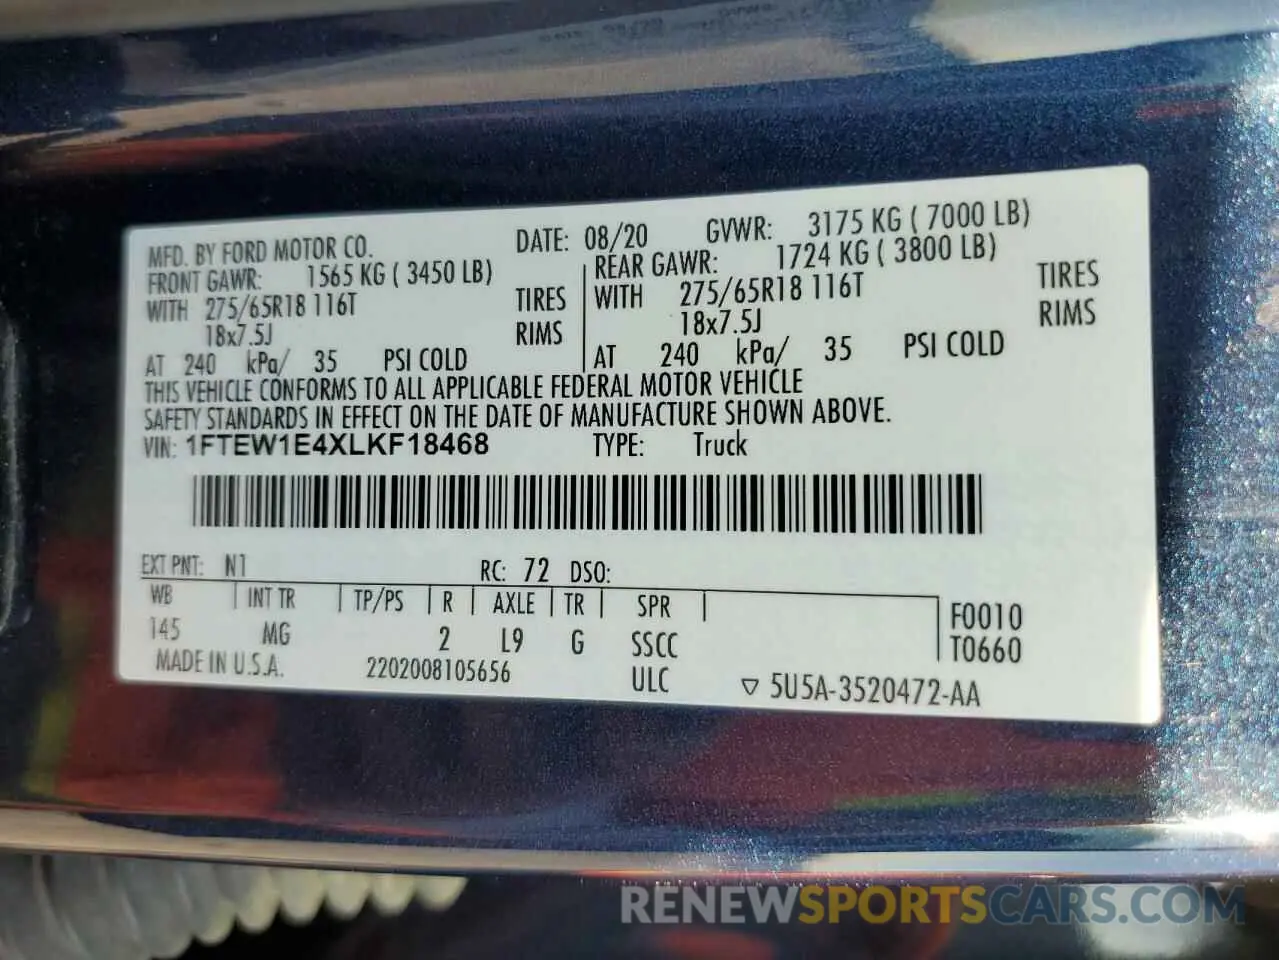 MFD. BY FORD MOTOR CO. DATE: 08/20 GVWR: 3175 KG ( 7000 LB)
FRONT GAWR: 1565 KG ( 3450 LB) REAR GAWR: 1724 KG ( 3800 LB)
WITH 275/65R18 116T TIRES WITH 275/65R18 116T TIRES
18x7.5J RIMS 18x7.5J RIMS
AT 240 kPa/ 35 PSI COLD AT 240 kPa/ 35 PSI COLD
THIS VEHICLE CONFORMS TO ALL APPLICABLE FEDERAL MOTOR VEHICLE
SAFETY STANDARDS IN EFFECT ON THE DATE OF MANUFACTURE SHOWN ABOVE.
VIN: 1FTEW1E4XLKF18468 TYPE: Truck
EXT PNT: N1 RC: 72 DSO:
WB INT TR TP/PS R AXLE TR SPR F0010
145 MG 2 L9 G SSCC T0660
MADE IN U.S.A. 2202008105656 ULC ▽ 5U5A-3520472-AA
RENEWSPORTSCARS.COM